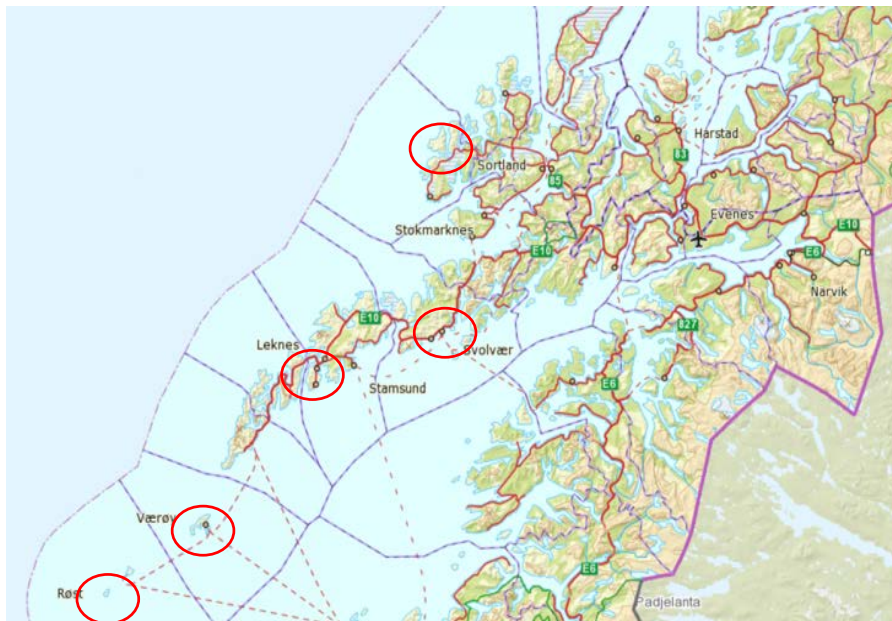 Harstad
83
Sortland
85
Evenes
Stokmarknes
E10
E10
E6
Narvik
E10
827
Leknes
Svolvær
Stamsund
E6
Værøy
Røst
E6
Padjelanta